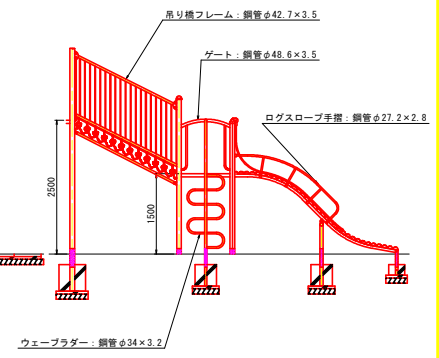 吊り橋フレーム：鋼管φ42.7×3.5
ゲート：鋼管φ48.6×3.5
ログスロープ手摺：鋼管φ27.2×2.8
2500
1500
ウェーブラダー：鋼管φ34×3.2